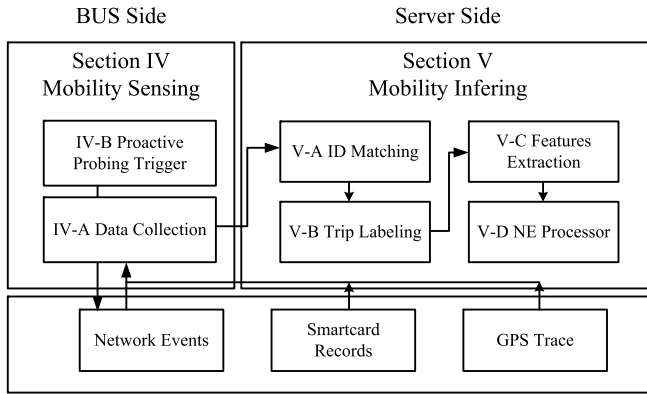 BUS Side
Server Side
Section IV
Mobility Sensing
Section V
Mobility Infering
IV-B Proactive
Probing Trigger
IV-A Data Collection
V-A ID Matching
V-B Trip Labeling
V-C Features
Extraction
V-D NE Processor
Network Events
Smartcard
Records
GPS Trace